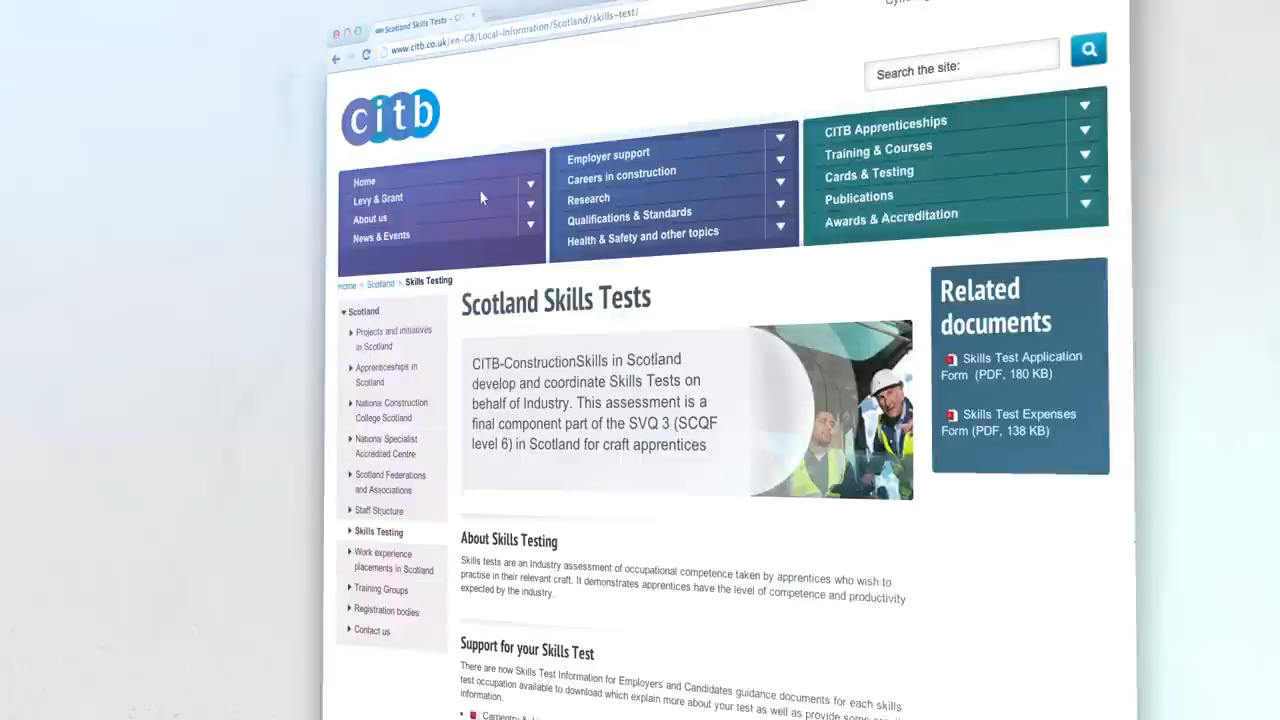 Scotland Skills Tests - CIT
www.citb.co.uk/en-GB/Local-Information/Scotland/skills-test/
Search the site:
citb
Home
Levy & Grant
About us
News & Events
Employer support
Careers in construction
Research
Qualifications & Standards
Health & Safety and other topics
CITB Apprenticeships
Training & Courses
Cards & Testing
Publications
Awards & Accreditation
Home > Scotland > Skills Testing
Scotland
Projects and initiatives
in Scotland
Apprenticeships in
Scotland
National Construction
College Scotland
National Specialist
Accredited Centre
Scotland Federations
and Associations
Staff Structure
Skills Testing
Work experience
placements in Scotland
Training Groups
Registration bodies
Contact us
Scotland Skills Tests
CITB-ConstructionSkills in Scotland
develop and coordinate Skills Tests on
behalf of Industry. This assessment is a
final component part of the SVQ 3 (SCQF
level 6) in Scotland for craft apprentices
Related
documents
Skills Test Application
Form (PDF, 180 KB)
Skills Test Expenses
Form (PDF, 138 KB)
About Skills Testing
Skills tests are an Industry assessment of occupational competence taken by apprentices who wish to
practise in their relevant craft. It demonstrates apprentices have the level of competence and productivity
expected by the industry.
Support for your Skills Test
There are now Skills Test Information for Employers and Candidates guidance documents for each skills
test occupation available to download which explain more about your test as well as provide some
information.
Carpentry &